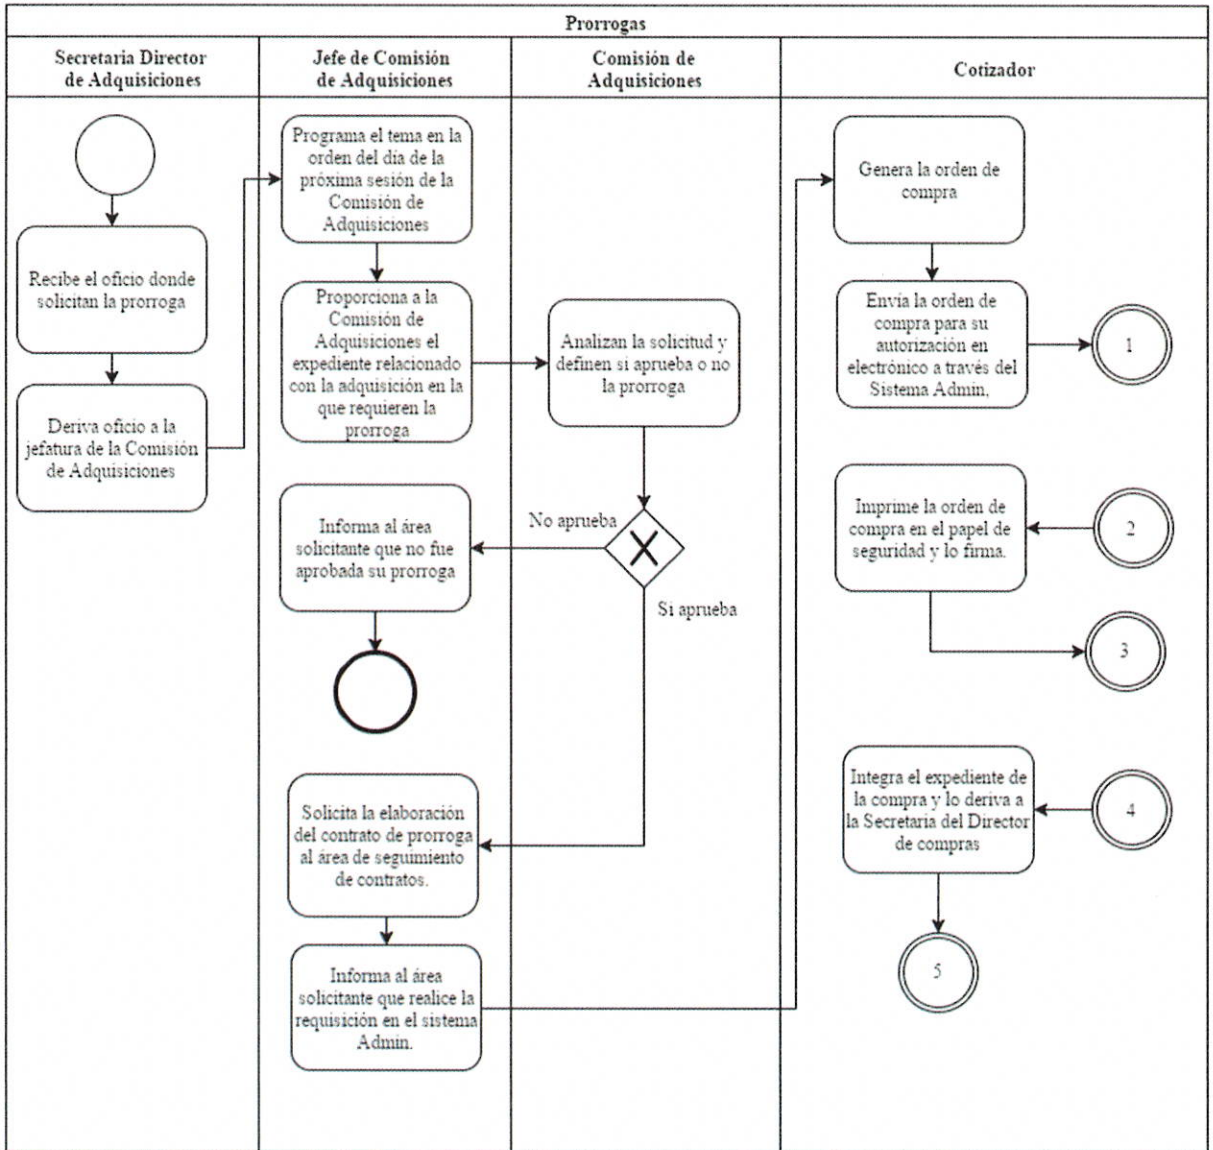 Prorrogas
Secretaria Director
de Adquisiciones
Jefe de Comisión
de Adquisiciones
Comisión de
Adquisiciones
Cotizador
Recibe el oficio donde
solicitan la prorroga
Deriva oficio a la
jefatura de la Comisión
de Adquisiciones
Programa el tema en la
orden del día de la
próxima sesión de la
Comisión de
Adquisiciones
Proporciona a la
Comisión de
Adquisiciones el
expediente relacionado
con la adquisición en la
que requieren la
prorroga
Analizan la solicitud y
definen si aprueba o no
la prorroga
No aprueba
Si aprueba
Informa al área
solicitante que no fue
aprobada su prorroga
Solicita la elaboración
del contrato de prorroga
al área de seguimiento
de contratos.
Informa al área
solicitante que realice la
requisición en el sistema
Admin.
Genera la orden de
compra
Envía la orden de
compra para su
autorización en
electrónico a través del
Sistema Admin,
1
Imprime la orden de
compra en el papel de
seguridad y lo firma.
2
3
Integra el expediente de
la compra y lo deriva a
la Secretaria del Director
de compras
4
5